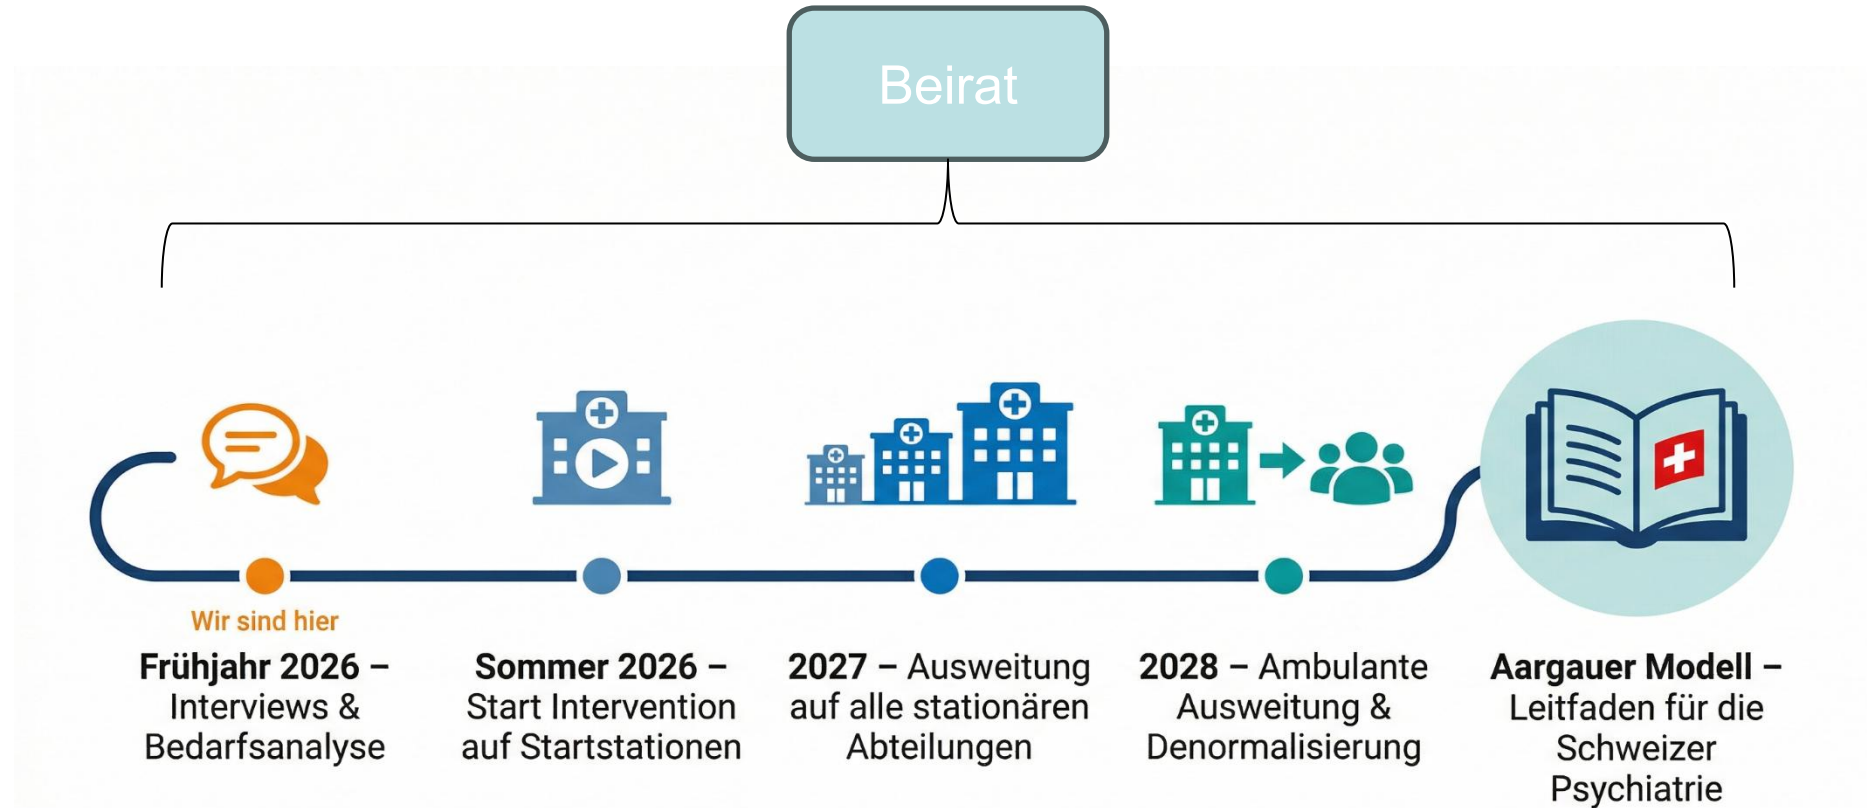 Beirat
Wir sind hier
Frühjahr 2026 –
Interviews &
Bedarfsanalyse
Sommer 2026 –
Start Intervention
auf Startstationen
2027 – Ausweitung
auf alle stationären
Abteilungen
2028 – Ambulante
Ausweitung &
Denormalisierung
Aargauer Modell –
Leitfaden für die
Schweizer
Psychiatrie